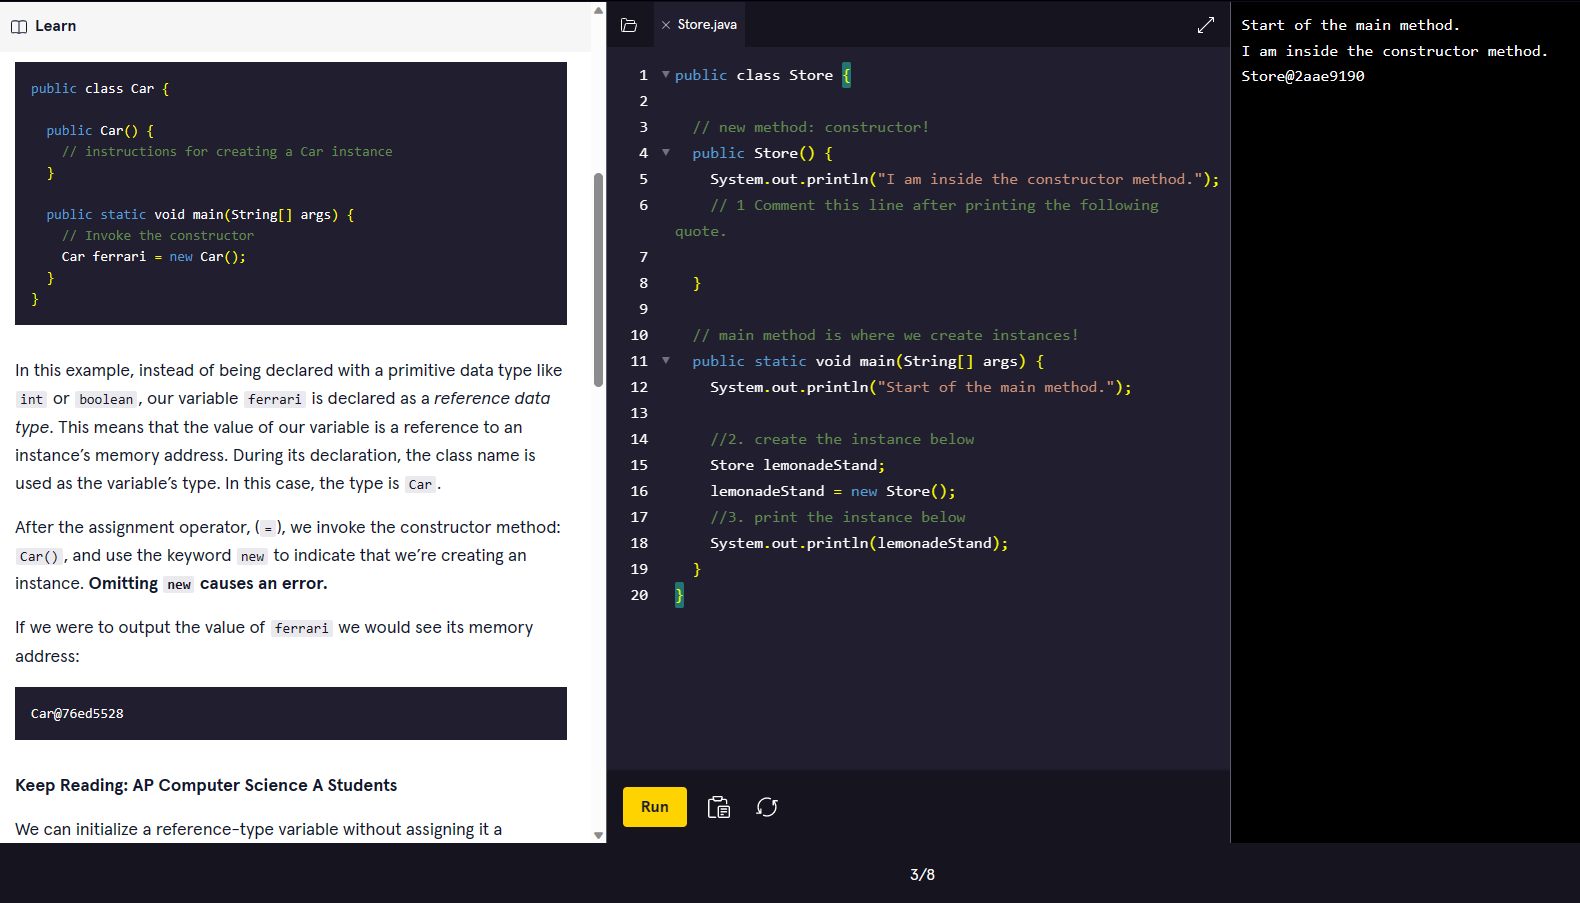 Learn
public class Car {
public Car() {
// instructions for creating a Car instance
}
public static void main(String[] args) {
// Invoke the constructor
Car ferrari = new Car();
}
}
In this example, instead of being declared with a primitive data type like
int or boolean, our variable ferrari is declared as a reference data
type. This means that the value of our variable is a reference to an
instance’s memory address. During its declaration, the class name is
used as the variable’s type. In this case, the type is Car.
After the assignment operator, (=), we invoke the constructor method:
Car(), and use the keyword new to indicate that we’re creating an
instance. Omitting new causes an error.
If we were to output the value of ferrari we would see its memory
address:
Car@76ed5528
Keep Reading: AP Computer Science A Students
We can initialize a reference-type variable without assigning it a
Store.java
1 public class Store {
2
3 // new method: constructor!
4 public Store() {
5 System.out.println("I am inside the constructor method.");
6 // 1 Comment this line after printing the following
quote.
7
8 }
9
10 // main method is where we create instances!
11 public static void main(String[] args) {
12 System.out.println("Start of the main method.");
13
14 //2. create the instance below
15 Store lemonadeStand;
16 lemonadeStand = new Store();
17 //3. print the instance below
18 System.out.println(lemonadeStand);
19 }
20 }
Run
Start of the main method.
I am inside the constructor method.
Store@2aae9190
3/8